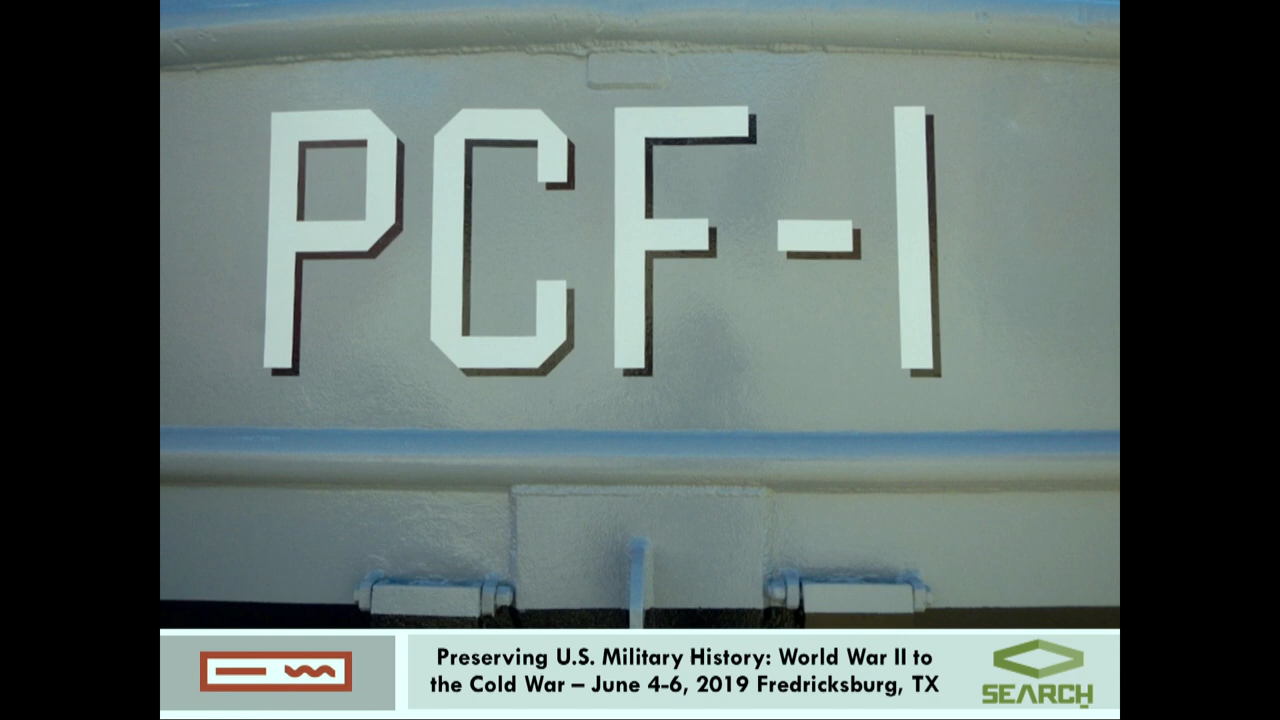 PCF-1
Preserving U.S. Military History: World War II to
the Cold War – June 4-6, 2019 Fredricksburg, TX
SEARCH